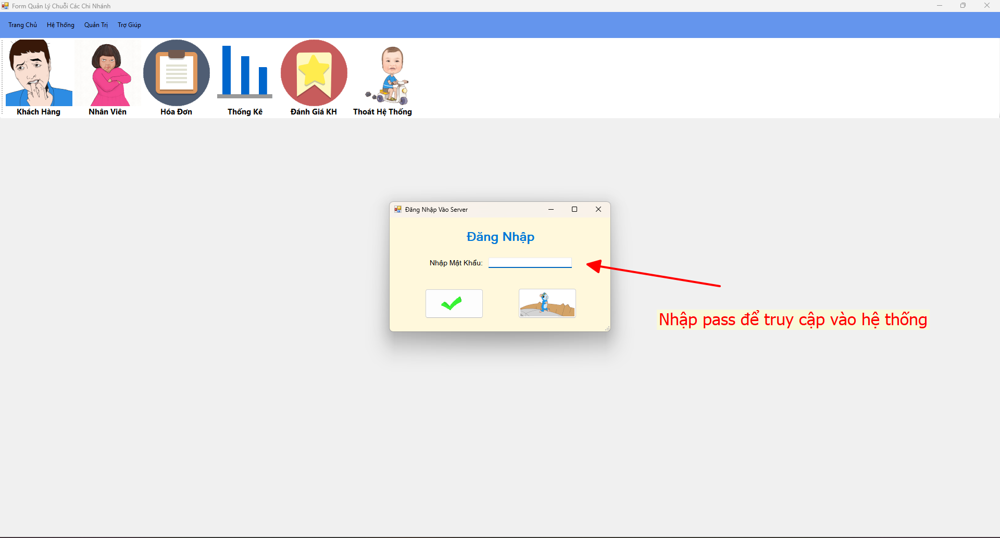 Form Quản Lý Chuỗi Các Chi Nhánh
Trang Chủ Hệ Thống Quản Trị Trợ Giúp
Khách Hàng Nhân Viên Hóa Đơn Thống Kê Đánh Giá KH Thoát Hệ Thống
Đăng Nhập Vào Server
Đăng Nhập
Nhập Mật Khẩu:
Nhập pass để truy cập vào hệ thống